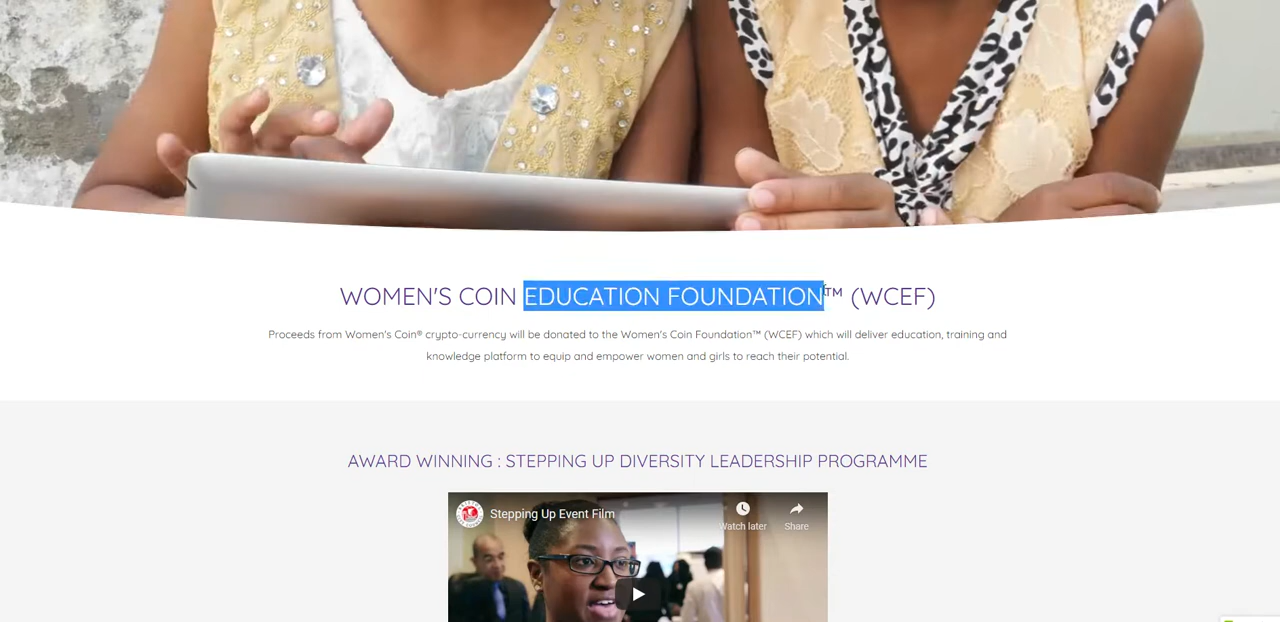 WOMEN'S COIN EDUCATION FOUNDATION™ (WCEF)
Proceeds from Women's Coin® crypto-currency will be donated to the Women's Coin Foundation™ (WCEF) which will deliver education, training and
knowledge platform to equip and empower women and girls to reach their potential.
AWARD WINNING : STEPPING UP DIVERSITY LEADERSHIP PROGRAMME
Stepping Up Event Film
Watch later
Share